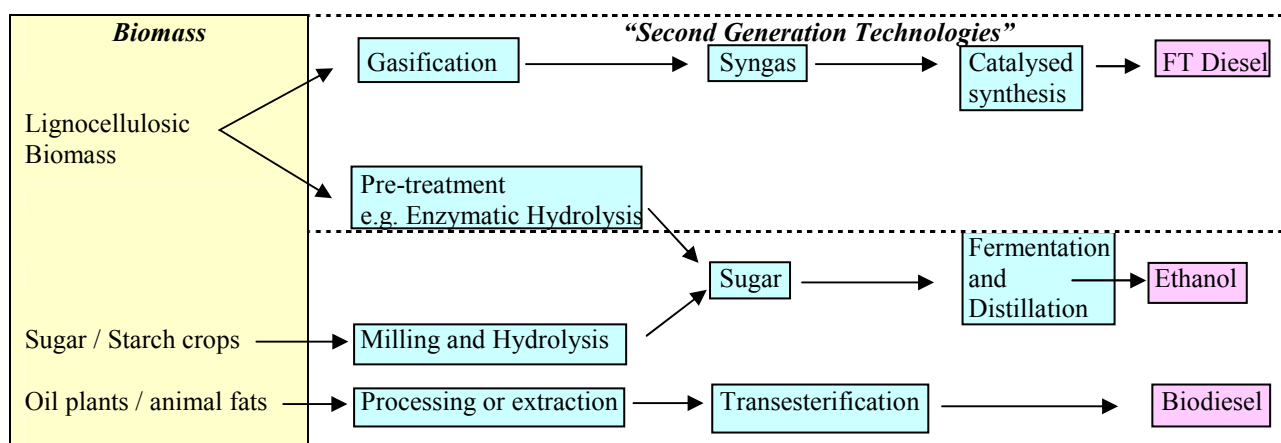 Biomass
“Second Generation Technologies”
Gasification
Syngas
Catalysed
synthesis
FT Diesel
Lignocellulosic
Biomass
Pre-treatment
e.g. Enzymatic Hydrolysis
Sugar
Fermentation
and
Distillation
Ethanol
Sugar / Starch crops
Milling and Hydrolysis
Oil plants / animal fats
Processing or extraction
Transesterification
Biodiesel